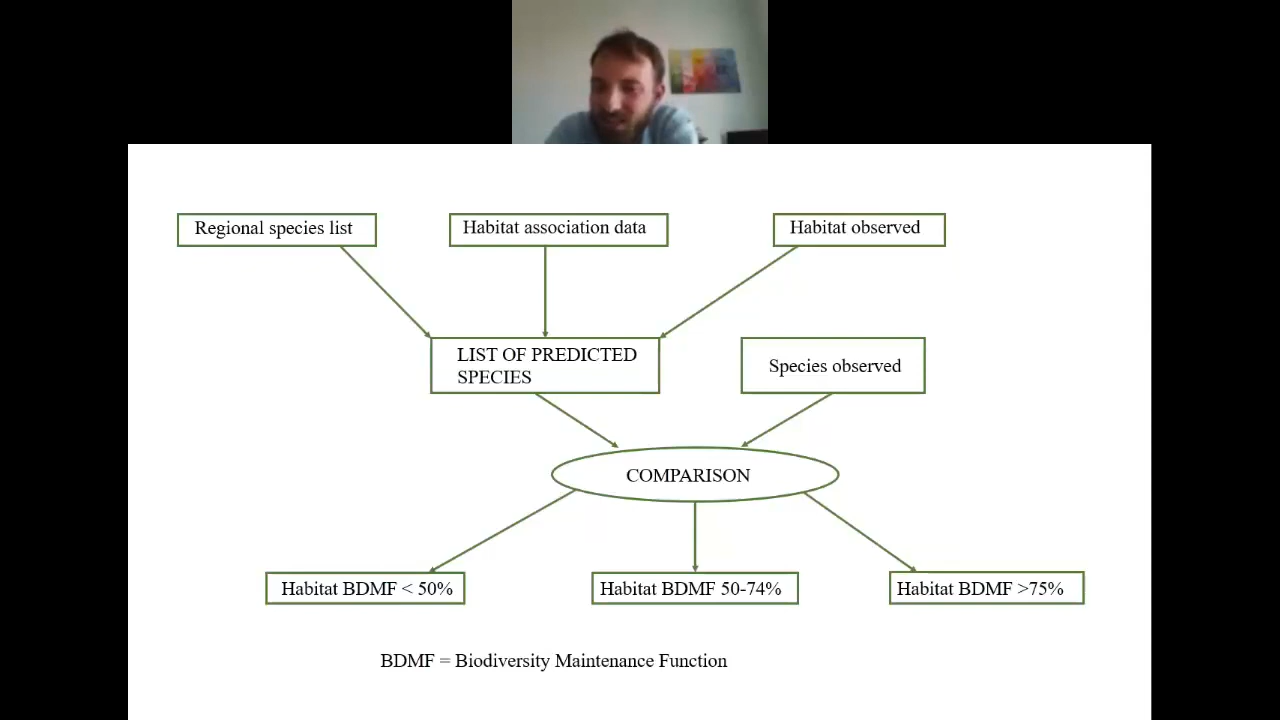 Regional species list
Habitat association data
Habitat observed
LIST OF PREDICTED
SPECIES
Species observed
COMPARISON
Habitat BDMF < 50%
Habitat BDMF 50-74%
Habitat BDMF >75%
BDMF = Biodiversity Maintenance Function